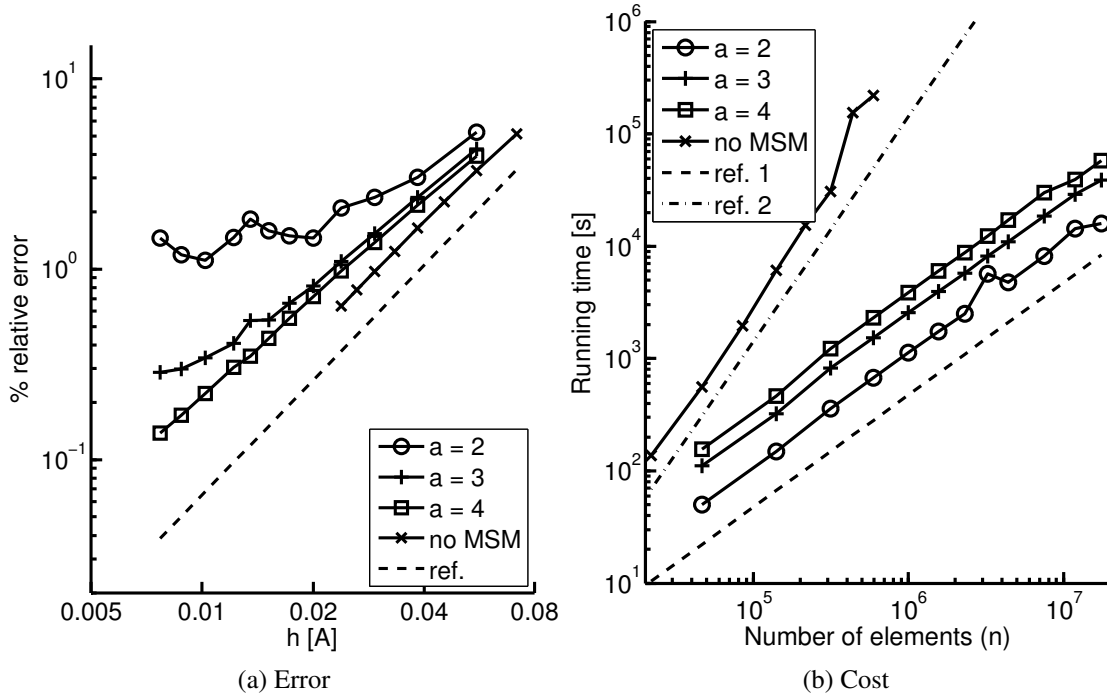 10^1
10^0
10^-1
% relative error
0.005
0.01
0.02
0.04
0.08
h [A]
a = 2
a = 3
a = 4
no MSM
ref.
(a) Error
10^6
10^5
10^4
10^3
10^2
10^1
Running time [s]
10^5
10^6
10^7
Number of elements (n)
a = 2
a = 3
a = 4
no MSM
ref. 1
ref. 2
(b) Cost